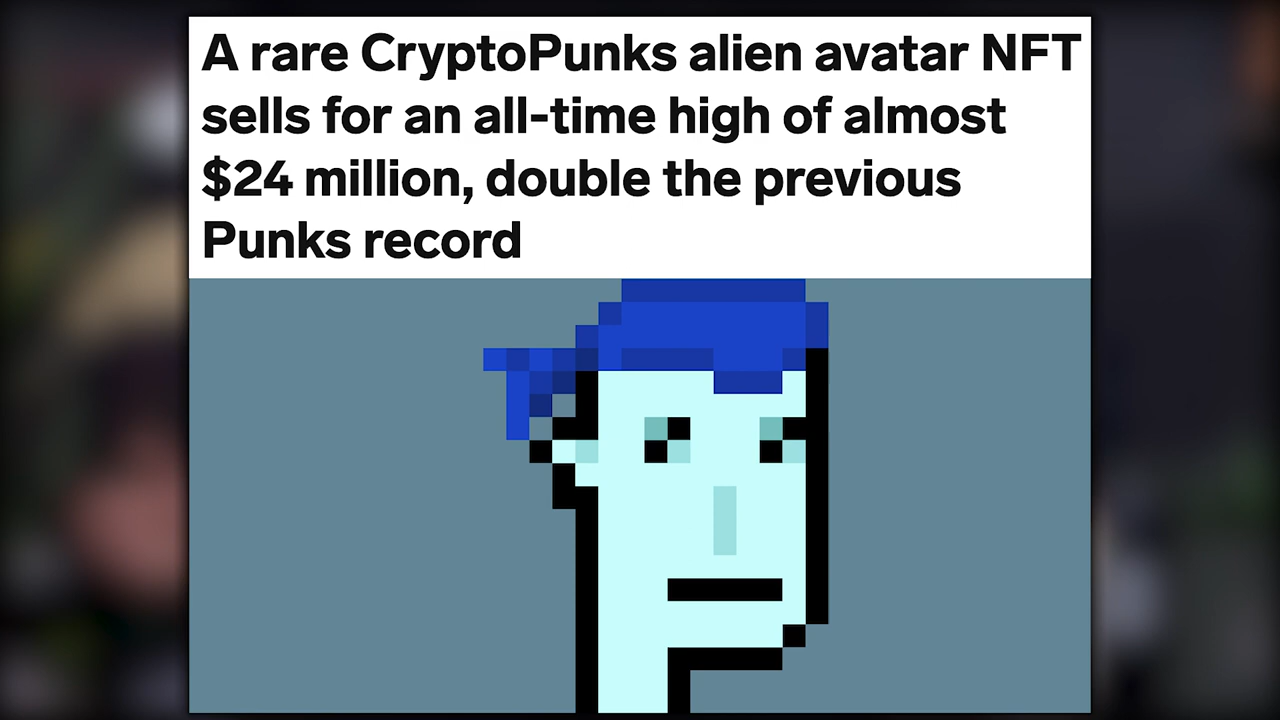 A rare CryptoPunks alien avatar NFT
sells for an all-time high of almost
$24 million, double the previous
Punks record